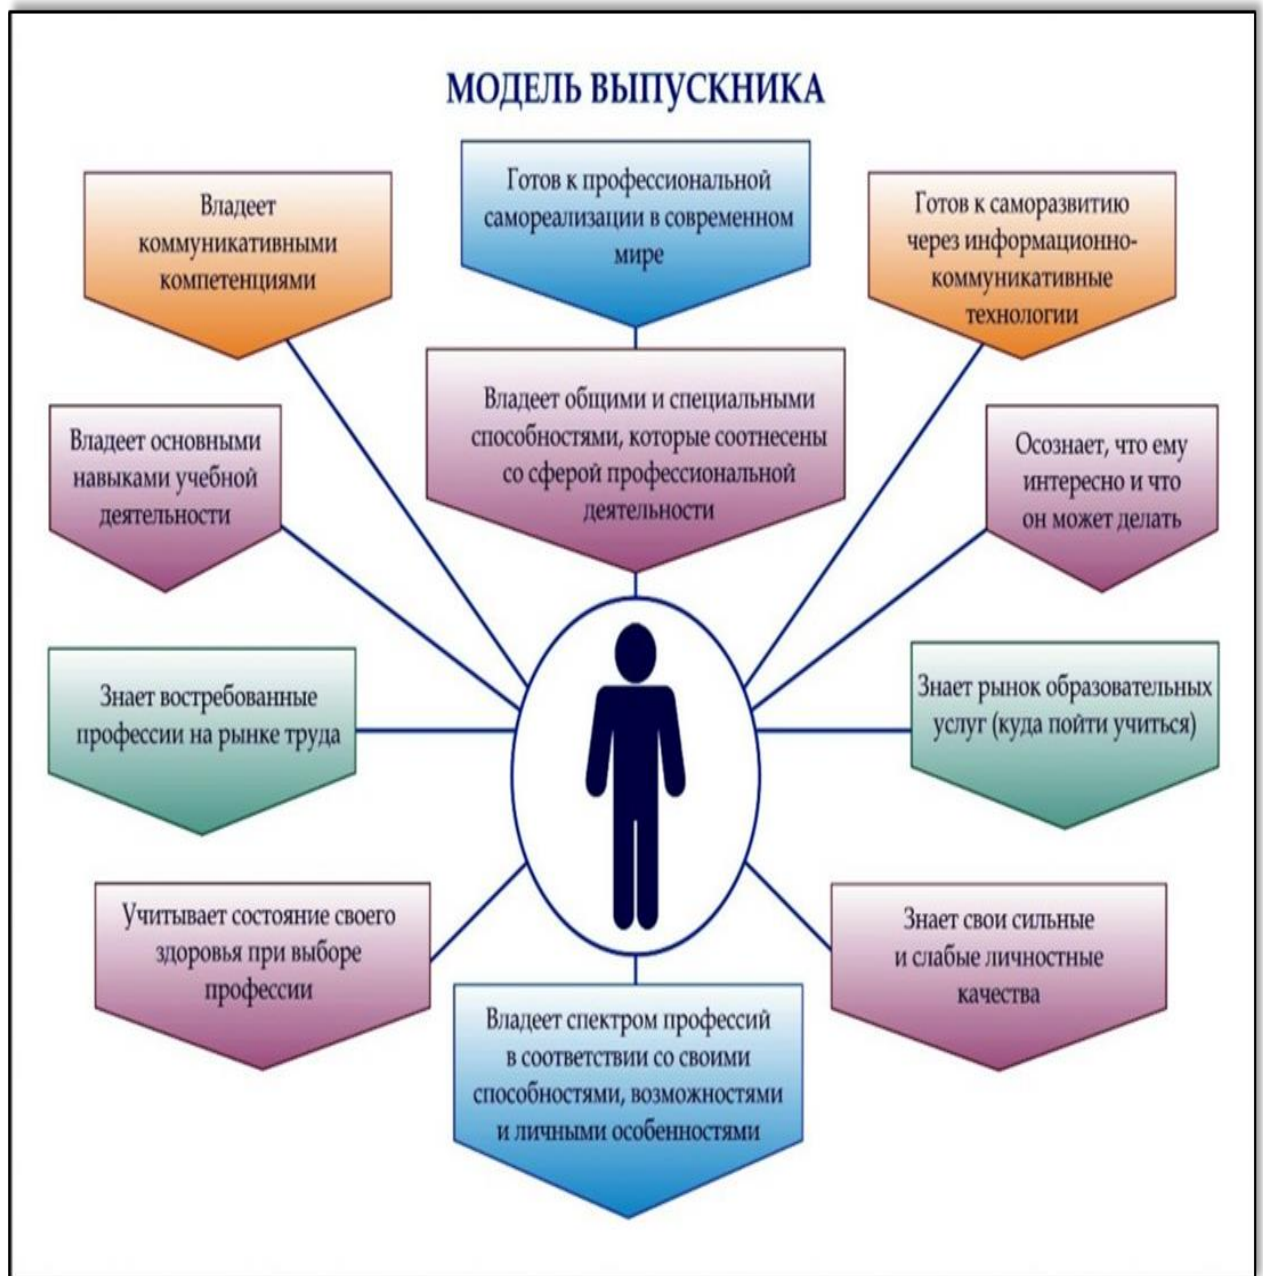 МОДЕЛЬ ВЫПУСКНИКА
Владеет
коммуникативными
компетенциями
Готов к профессиональной
самореализации в современном
мире
Готов к саморазвитию
через информационно-
коммуникативные
технологии
Владеет основными
навыками учебной
деятельности
Владеет общими и специальными
способностями, которые соотнесены
со сферой профессиональной
деятельности
Осознает, что ему
интересно и что
он может делать
Знает востребованные
профессии на рынке труда
Знает рынок образовательных
услуг (куда пойти учиться)
Учитывает состояние своего
здоровья при выборе
профессии
Владеет спектром профессий
в соответствии со своими
способностями, возможностями
и личными особенностями
Знает свои сильные
и слабые личностные
качества